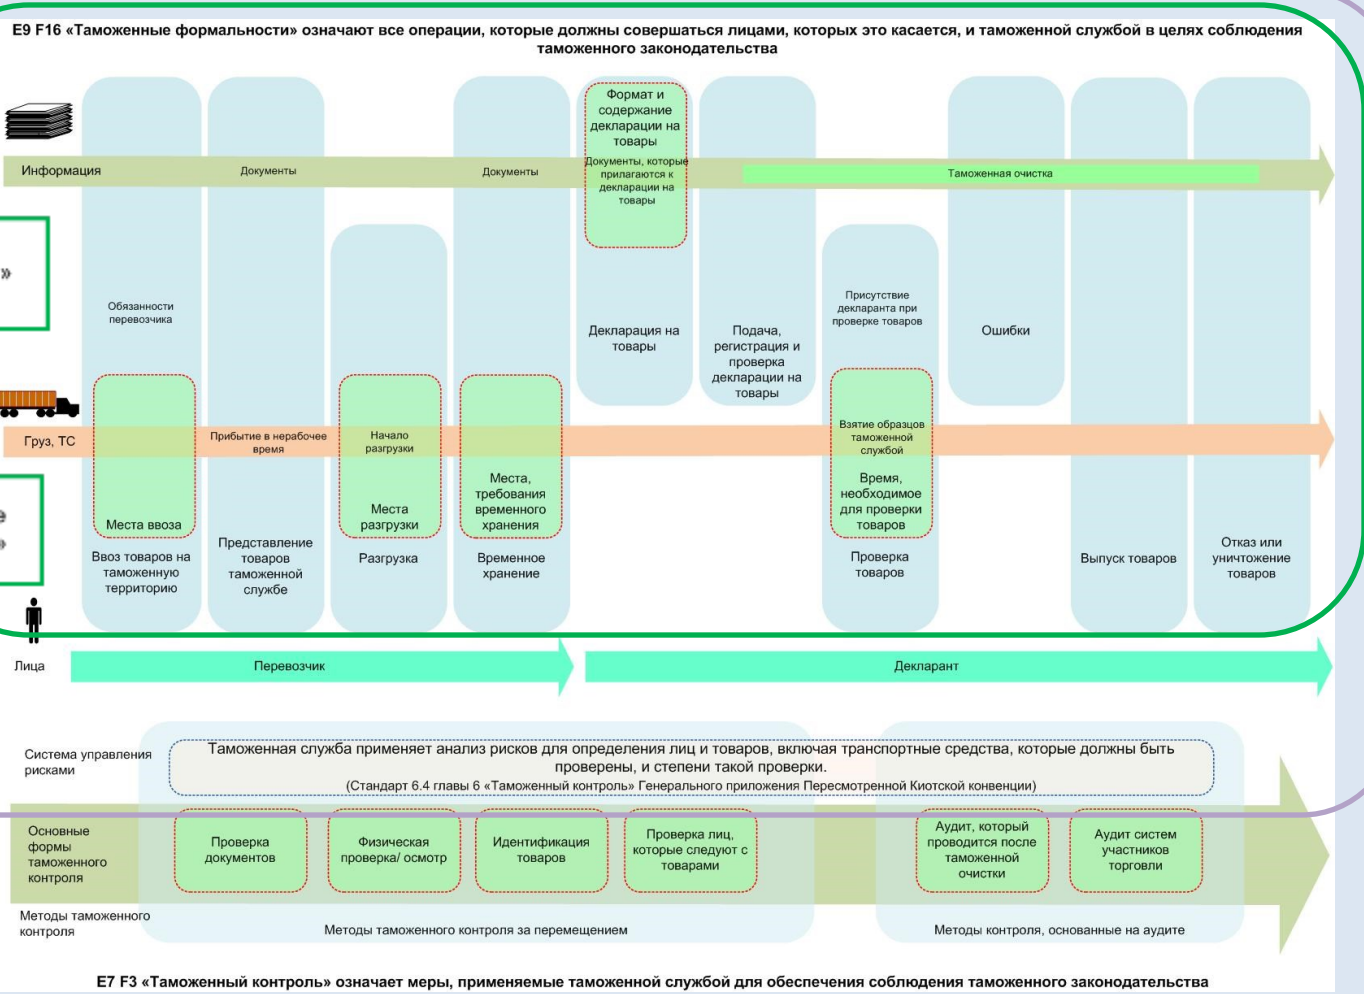 E9 F16 «Таможенные формальности» означают все операции, которые должны совершаться лицами, которых это касается, и таможенной службой в целях соблюдения
таможенного законодательства
Формат и
содержание
декларации на
товары
Информация
Документы
Документы
Документы, которые
прилагаются к
декларации на
товары
Таможенная очистка
»
Обязанности
перевозчика
Декларация на
товары
Подача,
регистрация и
проверка
декларации на
товары
Присутствие
декларанта при
проверке товаров
Ошибки
Груз, ТС
Прибытие в нерабочее
время
Начало
разгрузки
Взятие образцов
таможенной
службой
Места ввоза
Места
разгрузки
Места,
требования
временного
хранения
Время,
необходимое
для проверки
товаров
е
»
Ввоз товаров на
таможенную
территорию
Представление
товаров
таможенной
службе
Разгрузка
Временное
хранение
Проверка
товаров
Выпуск товаров
Отказ или
уничтожение
товаров
Лица
Перевозчик
Декларант
Система управления
рисками
Таможенная служба применяет анализ рисков для определения лиц и товаров, включая транспортные средства, которые должны быть
проверены, и степени такой проверки.
(Стандарт 6.4 главы 6 «Таможенный контроль» Генерального приложения Пересмотренной Киотской конвенции)
Основные
формы
таможенного
контроля
Проверка
документов
Физическая
проверка/ осмотр
Идентификация
товаров
Проверка лиц,
которые следуют с
товарами
Аудит, который
проводится после
таможенной
очистки
Аудит систем
участников
торговли
Методы таможенного
контроля
Методы таможенного контроля за перемещением
Методы контроля, основанные на аудите
E7 F3 «Таможенный контроль» означает меры, применяемые таможенной службой для обеспечения соблюдения таможенного законодательства